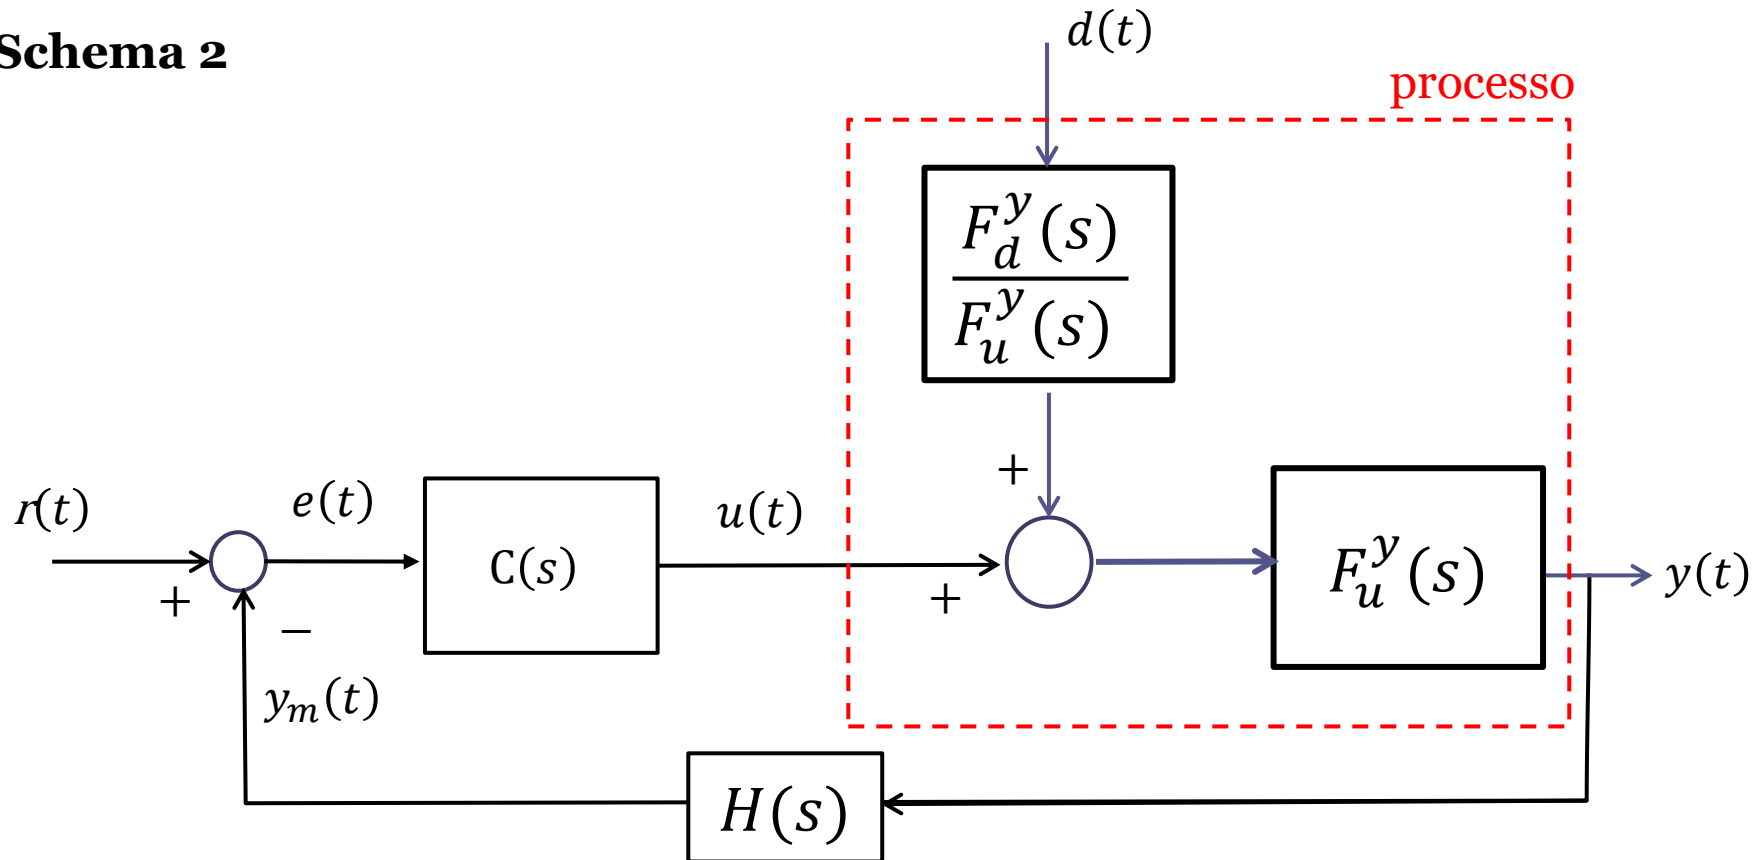 Schema 2
d(t)
processo
F_d^y(s)
F_u^y(s)
+
r(t)
e(t)
C(s)
u(t)
F_u^y(s)
y(t)
+
−
+
y_m(t)
H(s)